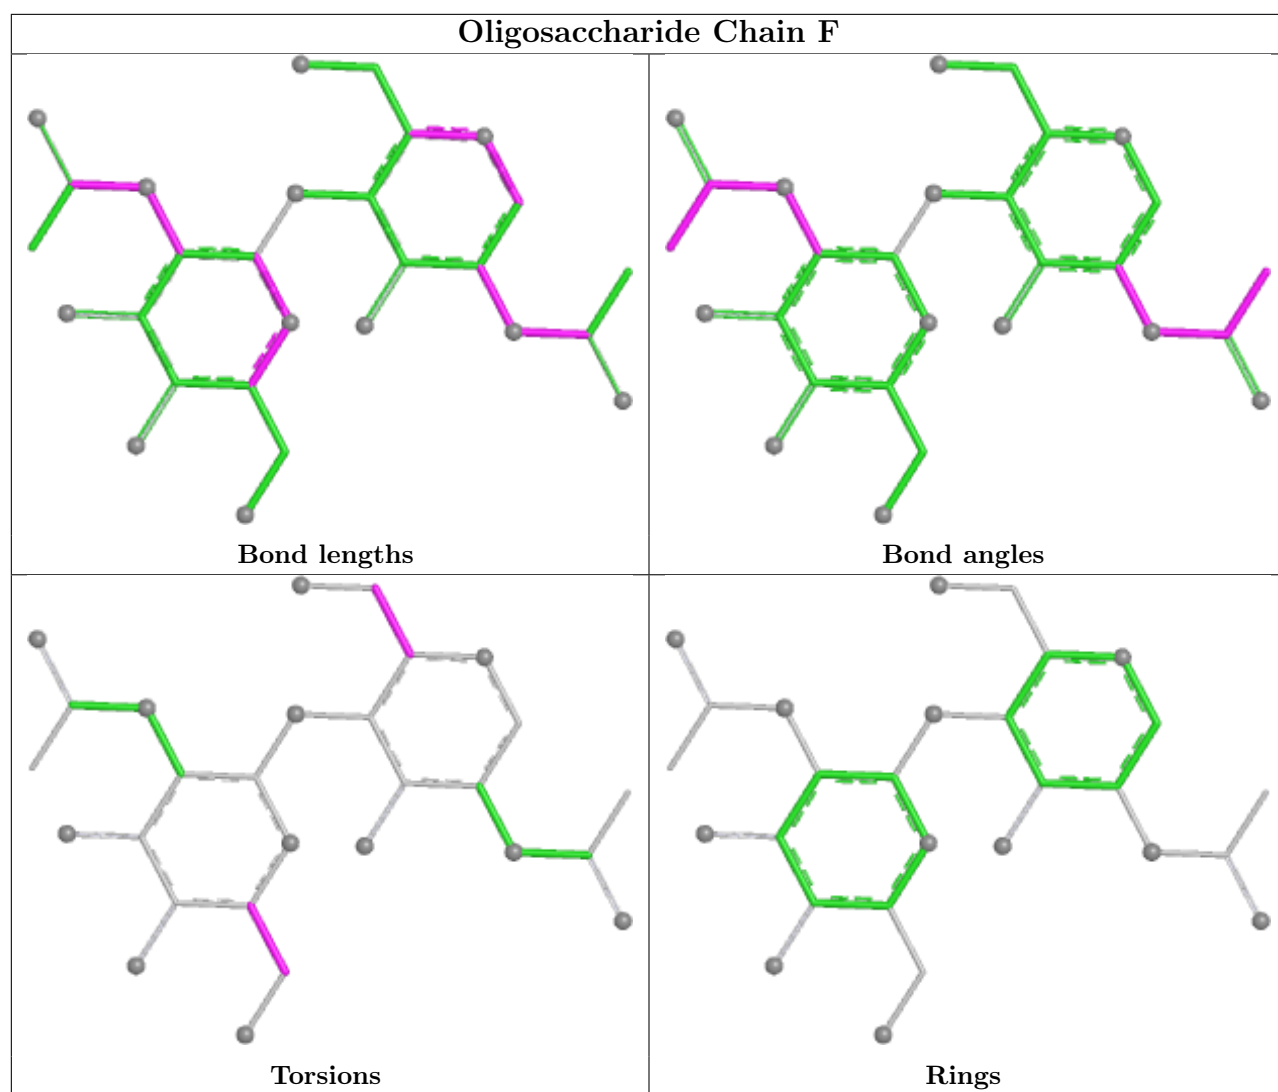 Oligosaccharide Chain F
Bond lengths
Bond angles
Torsions
Rings